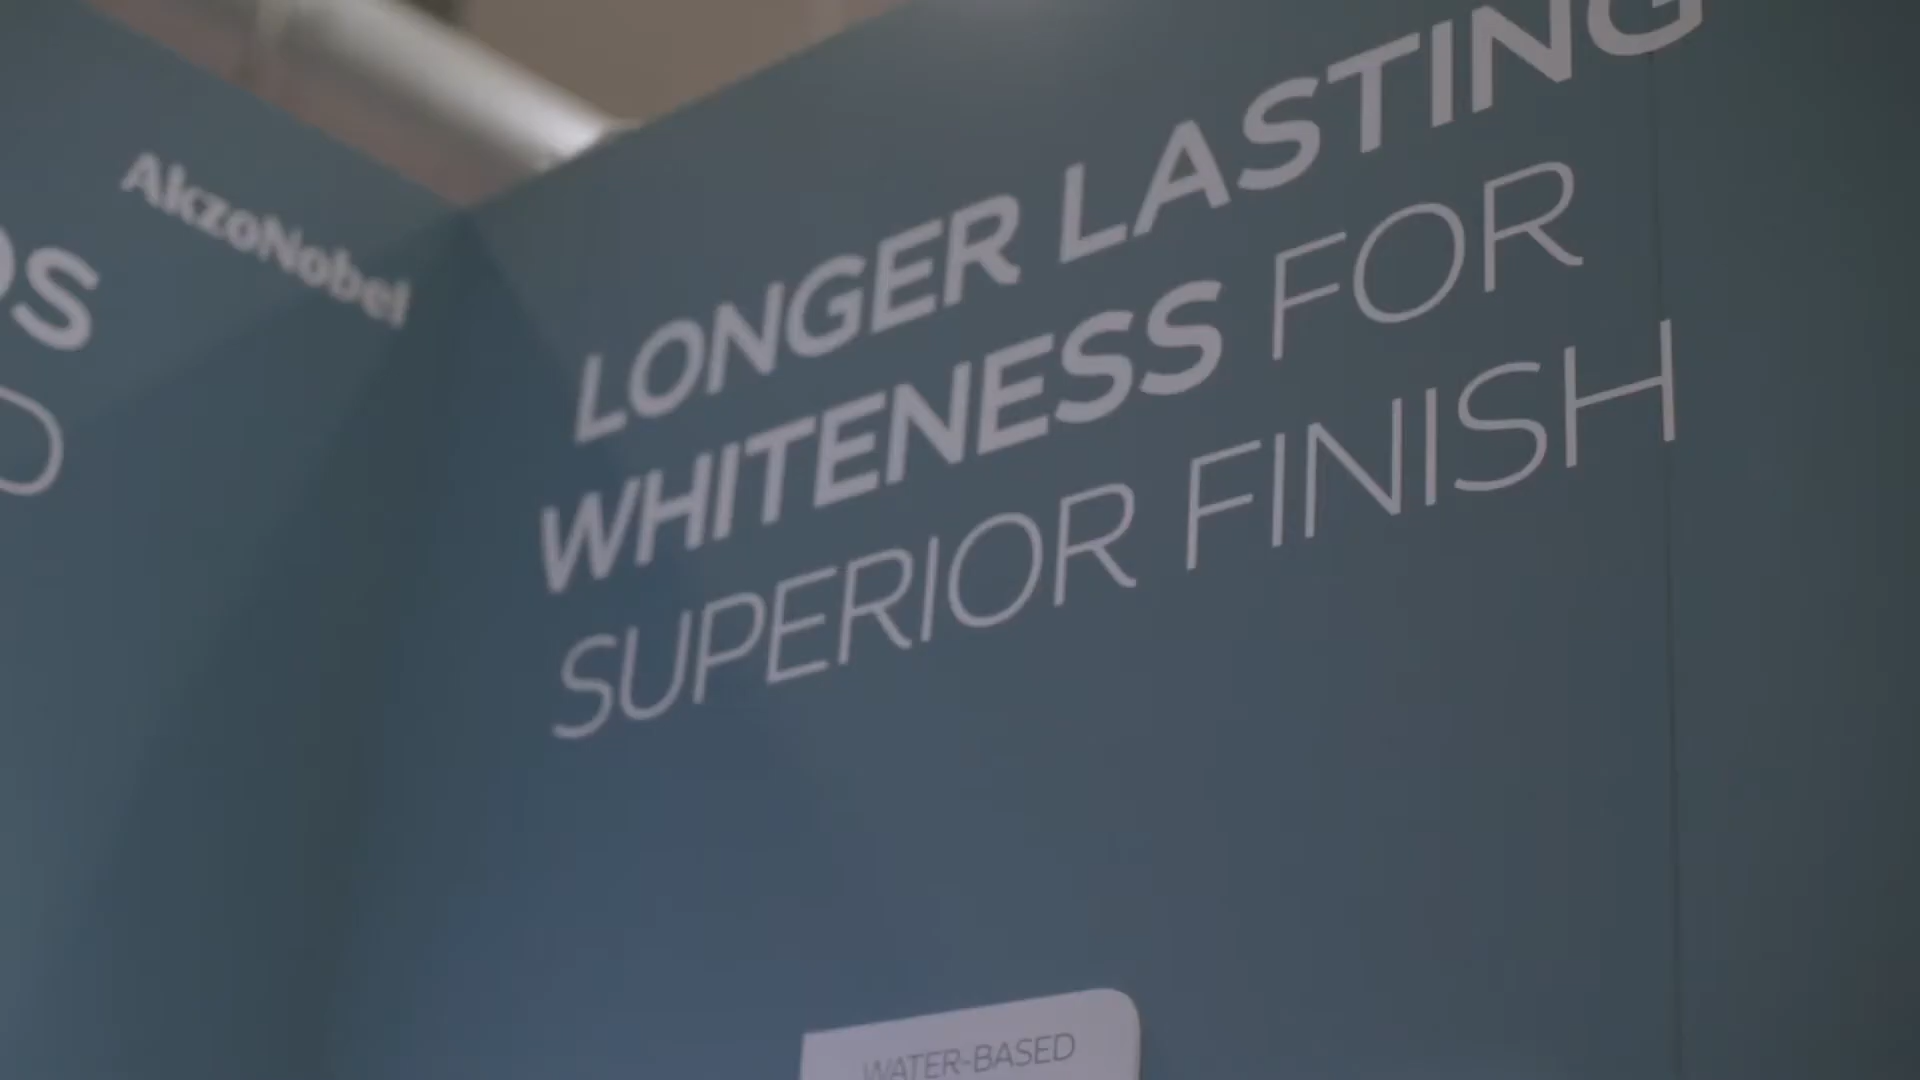 AkzoNobel
LONGER LASTING
WHITENESS FOR
SUPERIOR FINISH
WATER-BASED